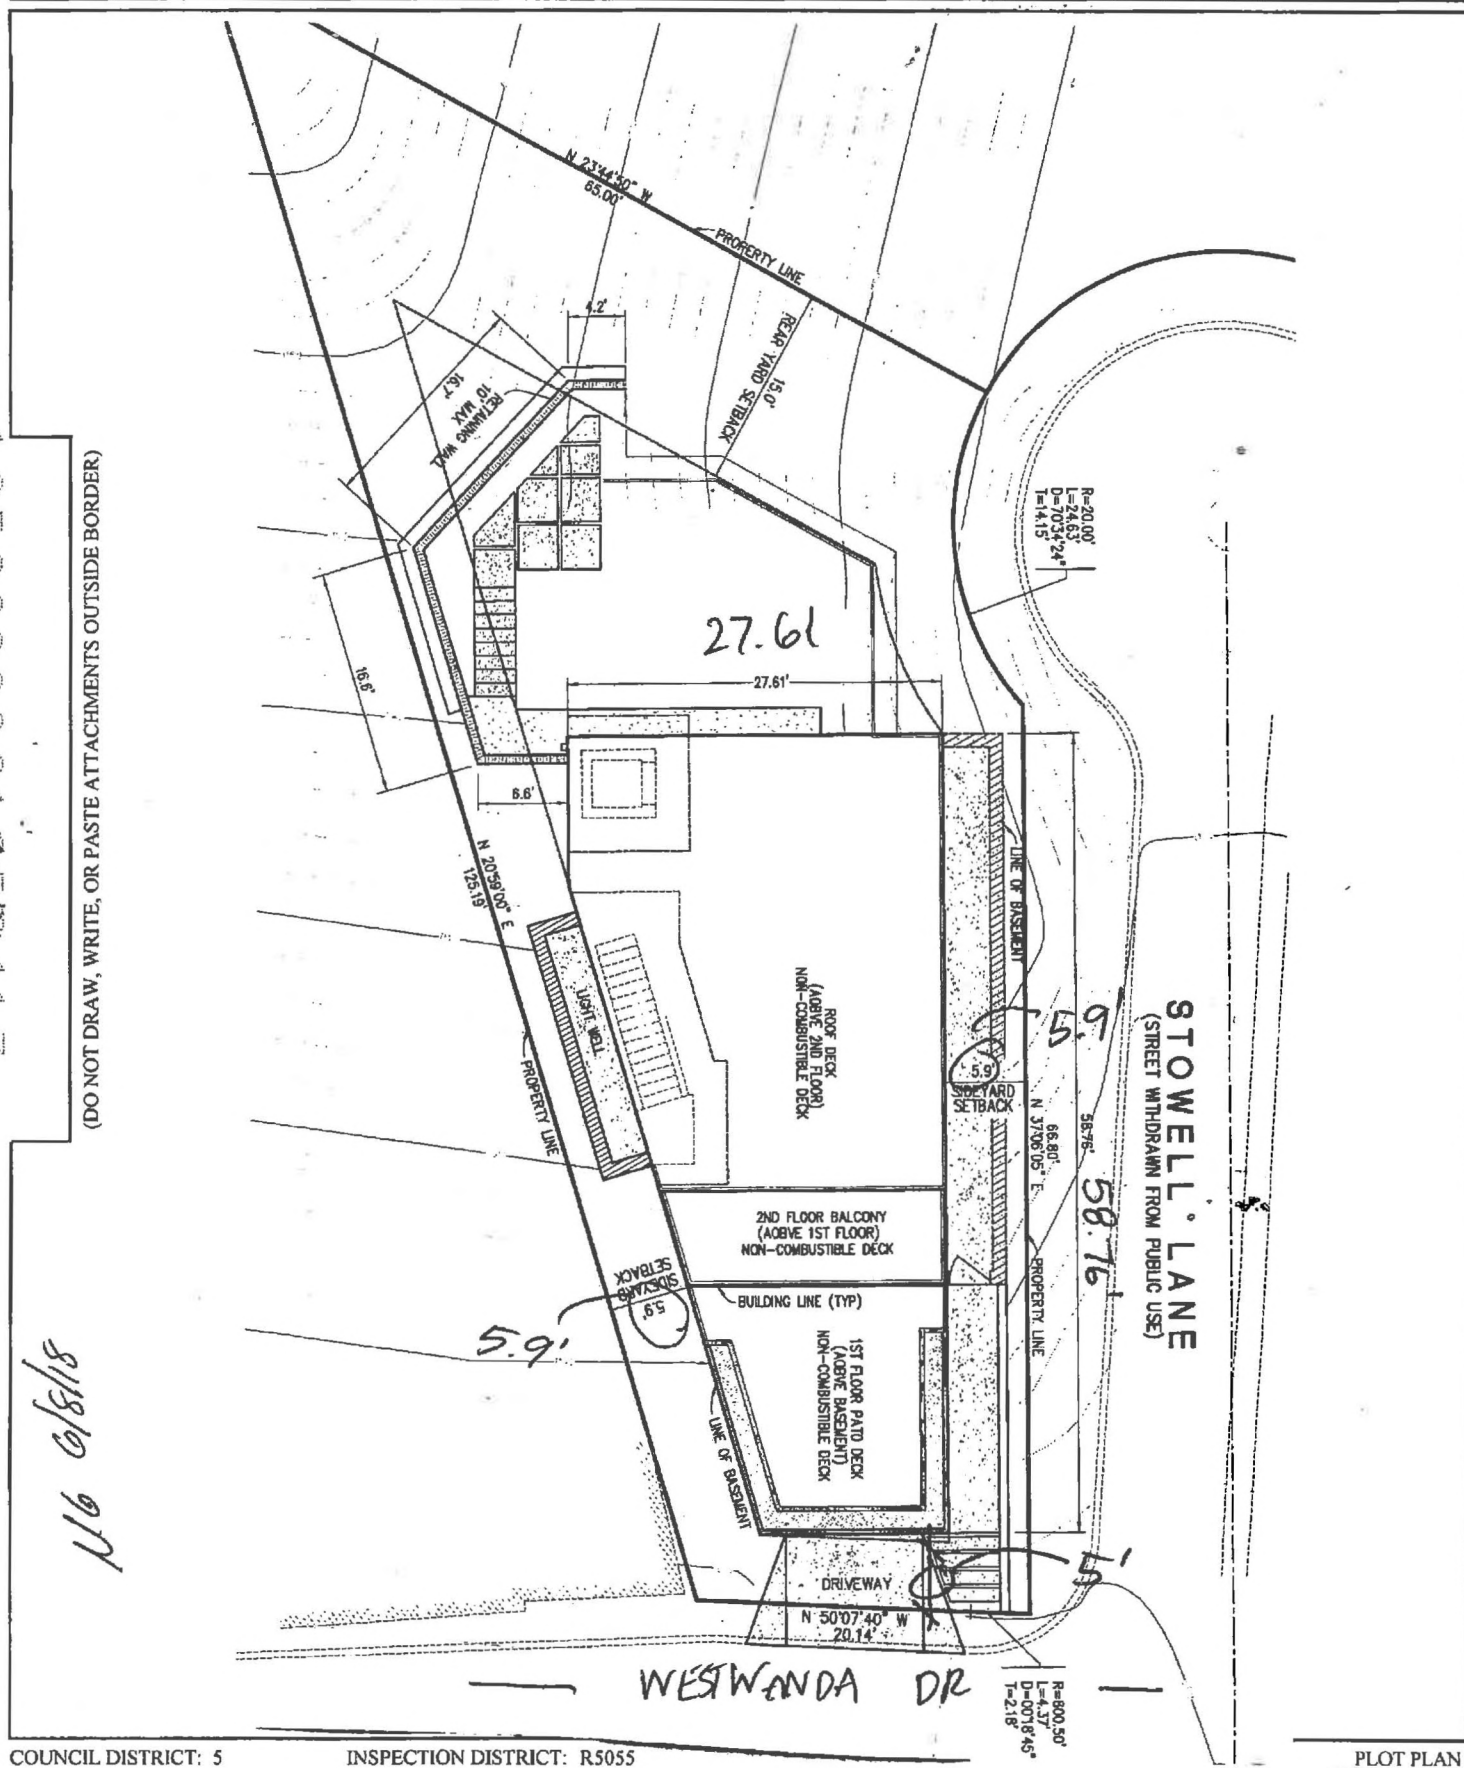 N 23°44'50" W
65.00'
PROPERTY LINE
4.2'
REAR YARD SETBACK
15.0'
16.7'
RETAINING WALL
10' MAX
(DO NOT DRAW, WRITE, OR PASTE ATTACHMENTS OUTSIDE BORDER)
R=20.00'
L=24.63'
D=70°34'24"
T=14.15'
27.61
27.61'
16.6'
6.6'
N 20°59'00" E
125.19'
LINE OF BASEMENT
LIGHT WELL
ROOF DECK
(AOBVE 2ND FLOOR)
NON-COMBUSTIBLE DECK
5.9'
5.9'
SIDEYARD
SETBACK
STOWELL LANE
(STREET WITHDRAWN FROM PUBLIC USE)
58.76'
66.80'
N 37°06'05" E
58.76'
PROPERTY LINE
2ND FLOOR BALCONY
(AOBVE 1ST FLOOR)
NON-COMBUSTIBLE DECK
PROPERTY LINE
SIDEYARD
SETBACK
5.9'
5.9'
BUILDING LINE (TYP)
1ST FLOOR PATO DECK
(AOBVE BASEMENT)
NON-COMBUSTIBLE DECK
LINE OF BASEMENT
6/8/18
5'
DRIVEWAY
N 50°07'40" W
20.14'
WESTWANDA DR
R=800.50'
L=4.37'
D=00°18'45"
T=2.18'
COUNCIL DISTRICT: 5
INSPECTION DISTRICT: R5055
PLOT PLAN